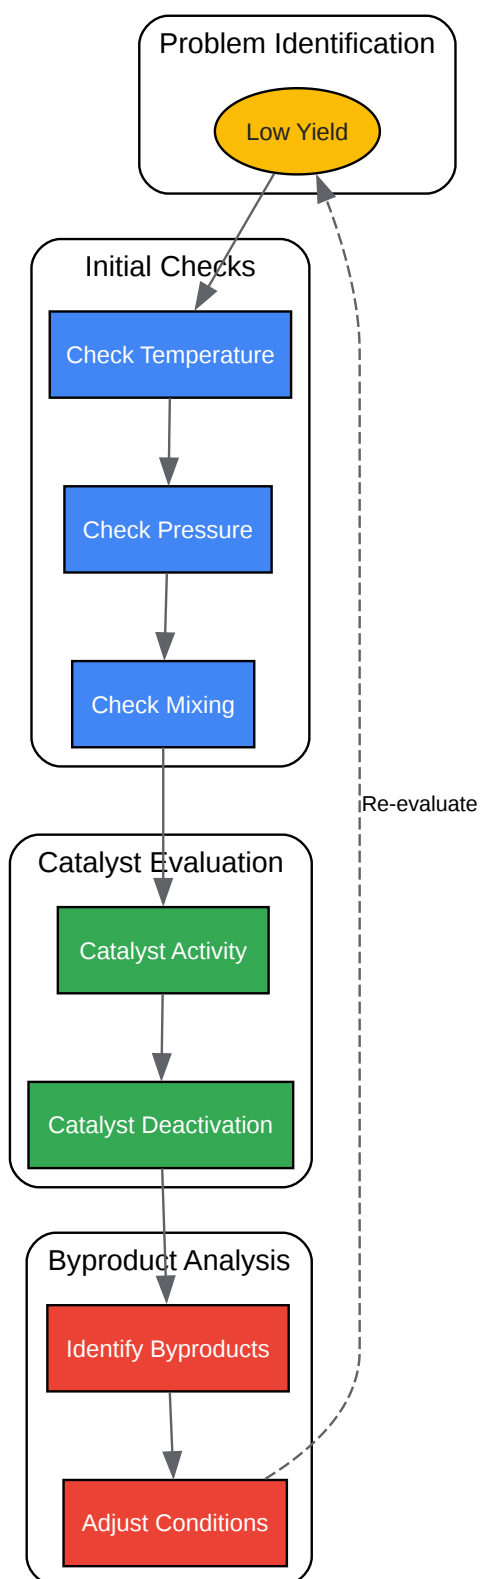 Problem Identification
Low Yield
Initial Checks
Check Temperature
Check Pressure
Check Mixing
Re-evaluate
Catalyst Evaluation
Catalyst Activity
Catalyst Deactivation
Byproduct Analysis
Identify Byproducts
Adjust Conditions